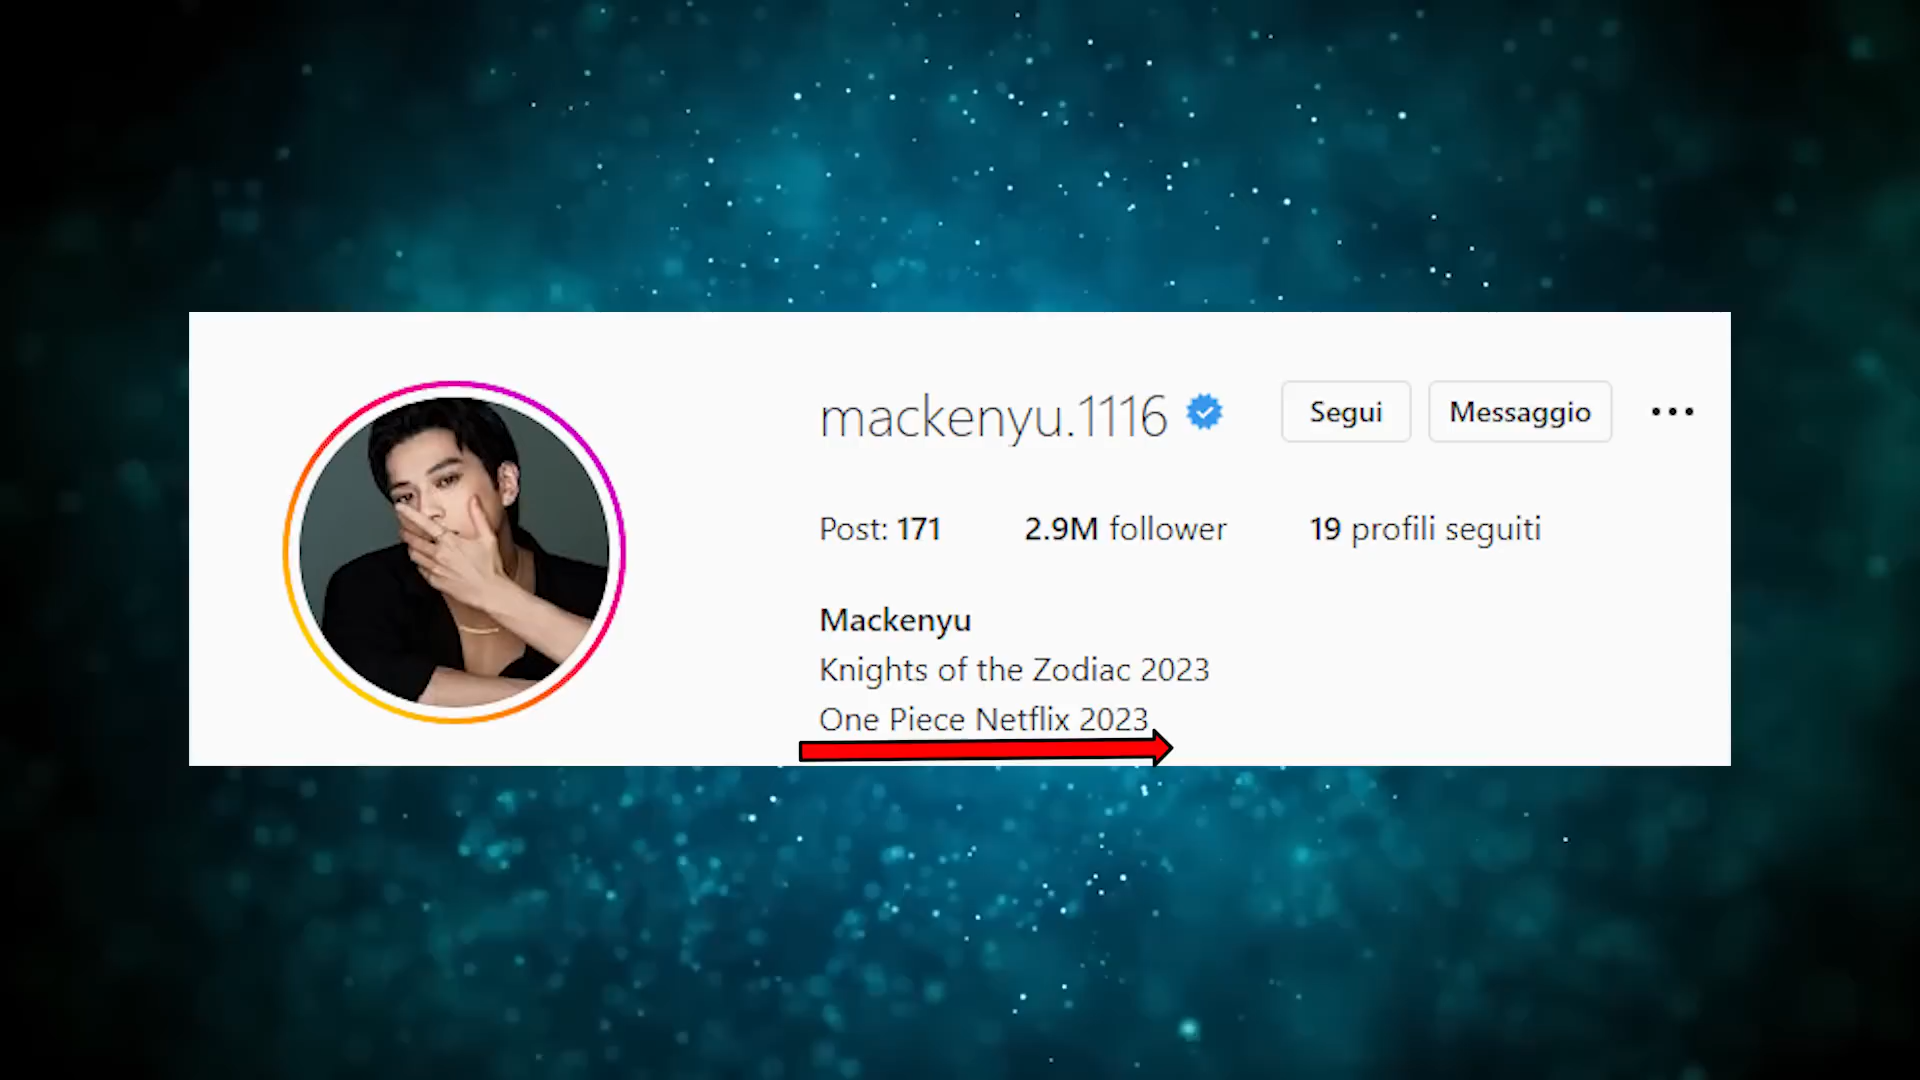 mackenyu.1116 Segui Messaggio
Post: 171 2.9M follower 19 profili seguiti
Mackenyu
Knights of the Zodiac 2023
One Piece Netflix 2023